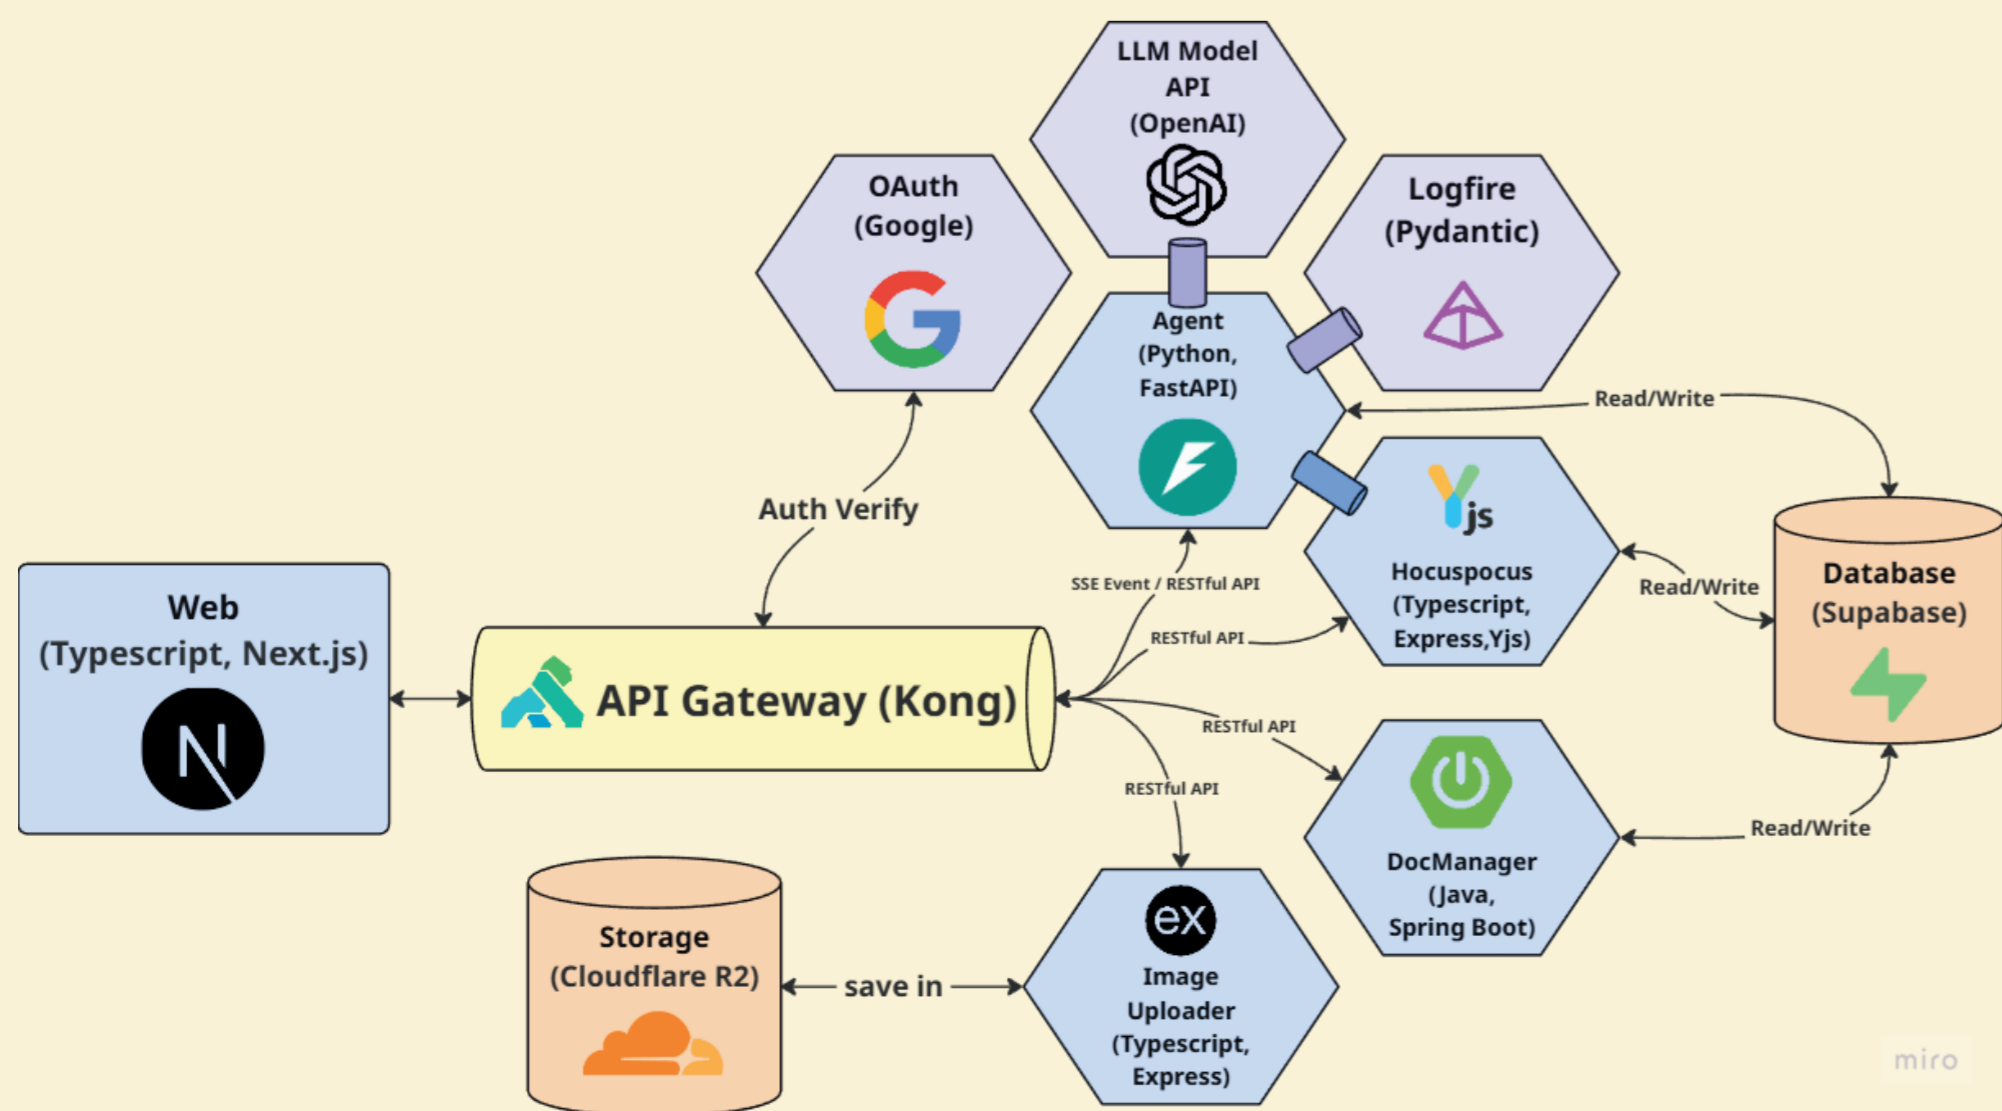 LLM Model
API
(OpenAI)
OAuth
(Google)
Logfire
(Pydantic)
Agent
(Python,
FastAPI)
Read/Write
Auth Verify
Yjs
Hocuspocus
(Typescript,
Express,Yjs)
Read/Write
Database
(Supabase)
SSE Event / RESTful API
RESTful API
Web
(Typescript, Next.js)
N
API Gateway (Kong)
RESTful API
RESTful API
DocManager
(Java,
Spring Boot)
Read/Write
Storage
(Cloudflare R2)
save in
ex
Image
Uploader
(Typescript,
Express)
miro